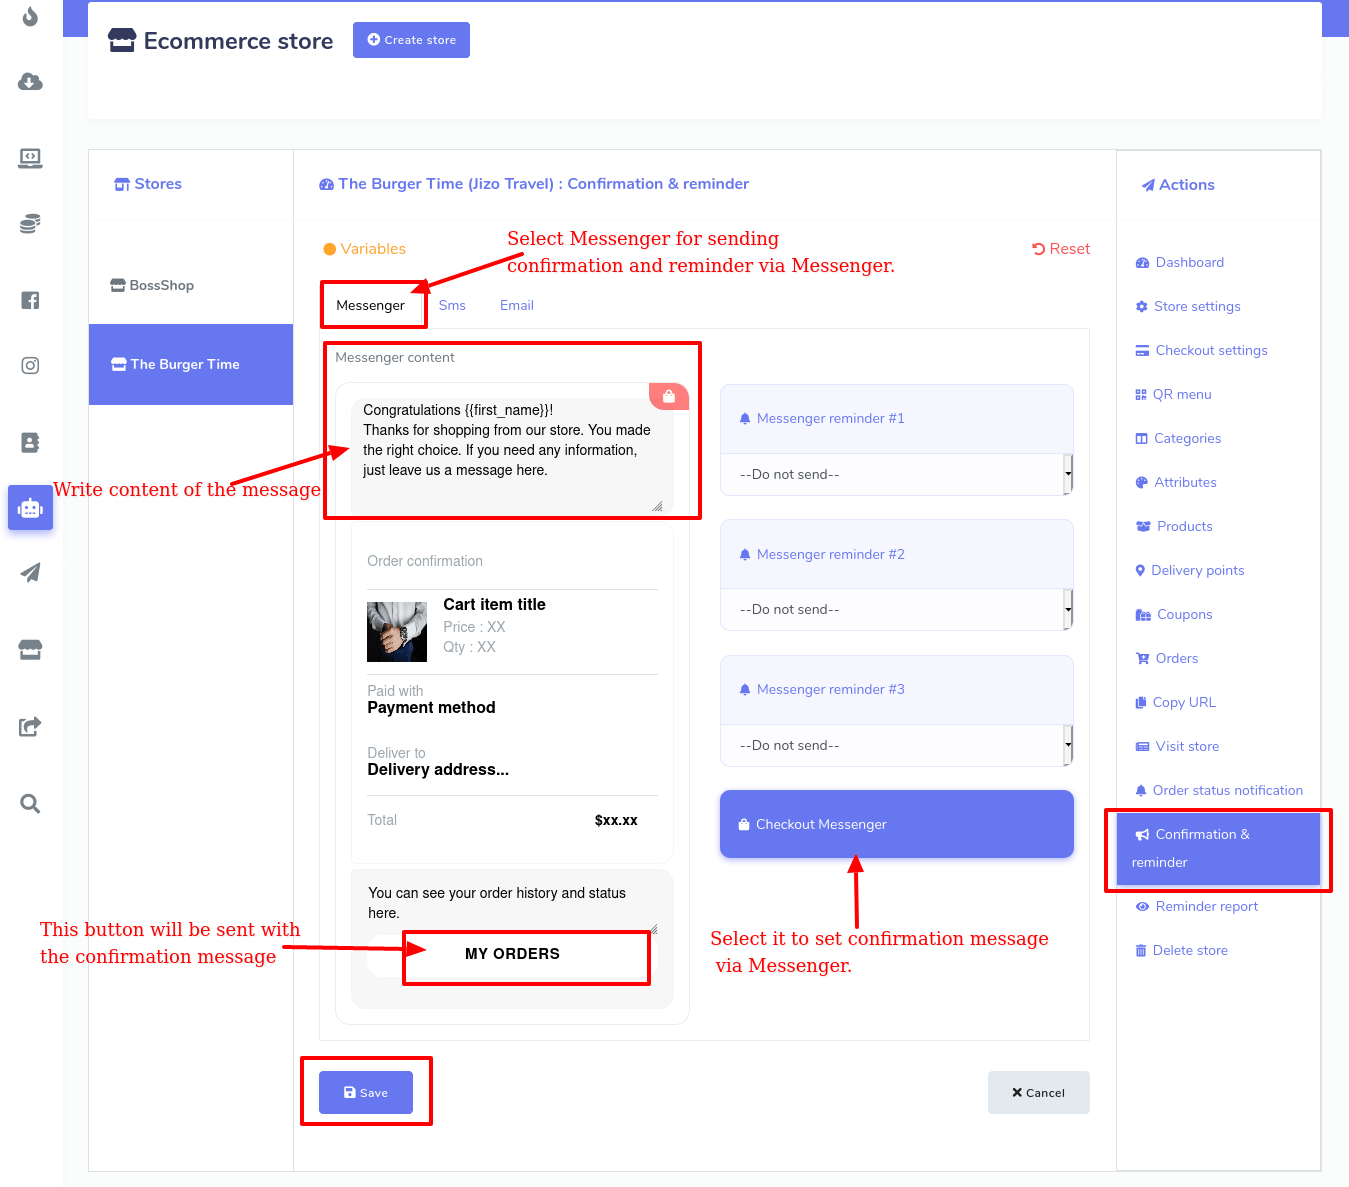 Ecommerce store
Create store
Stores
The Burger Time (Jizo Travel) : Confirmation & reminder
Actions
Variables
Select Messenger for sending
confirmation and reminder via Messenger.
Reset
BossShop
The Burger Time
Messenger
Sms
Email
Messenger content
Congratulations {{first_name}}!
Thanks for shopping from our store. You made
the right choice. If you need any information,
just leave us a message here.
Write content of the message
Order confirmation
Cart item title
Price : XX
Qty : XX
Paid with
Payment method
Deliver to
Delivery address...
Total
$xx.xx
You can see your order history and status
here.
MY ORDERS
This button will be sent with
the confirmation message
Messenger reminder #1
--Do not send--
Messenger reminder #2
--Do not send--
Messenger reminder #3
--Do not send--
Checkout Messenger
Select it to set confirmation message
via Messenger.
Save
Cancel
Dashboard
Store settings
Checkout settings
QR menu
Categories
Attributes
Products
Delivery points
Coupons
Orders
Copy URL
Visit store
Order status notification
Confirmation &
reminder
Reminder report
Delete store